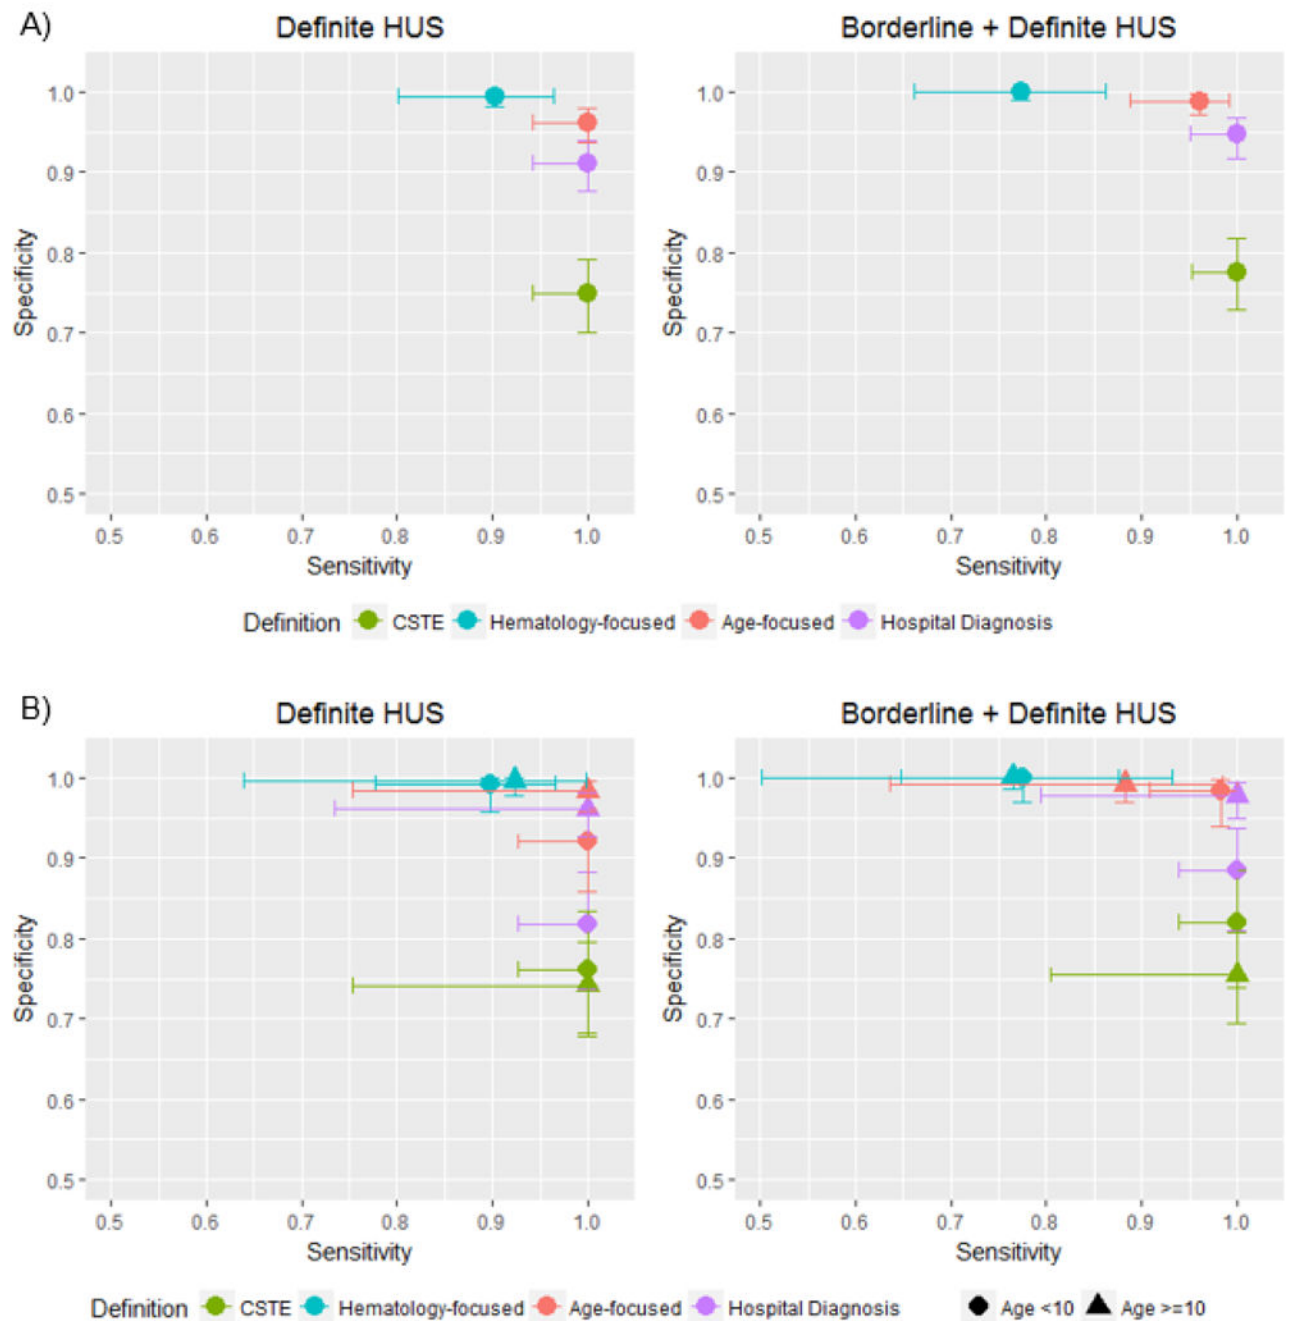 A)
Definite HUS
Borderline + Definite HUS
1.0
0.9
0.8
0.7
0.6
0.5
Specificity
0.5 0.6 0.7 0.8 0.9 1.0
Sensitivity
1.0
0.9
0.8
0.7
0.6
0.5
Specificity
0.5 0.6 0.7 0.8 0.9 1.0
Sensitivity
Definition CSTE Hematology-focused Age-focused Hospital Diagnosis
B)
Definite HUS
Borderline + Definite HUS
1.0
0.9
0.8
0.7
0.6
0.5
Specificity
0.5 0.6 0.7 0.8 0.9 1.0
Sensitivity
1.0
0.9
0.8
0.7
0.6
0.5
Specificity
0.5 0.6 0.7 0.8 0.9 1.0
Sensitivity
Definition CSTE Hematology-focused Age-focused Hospital Diagnosis Age <10 Age >=10